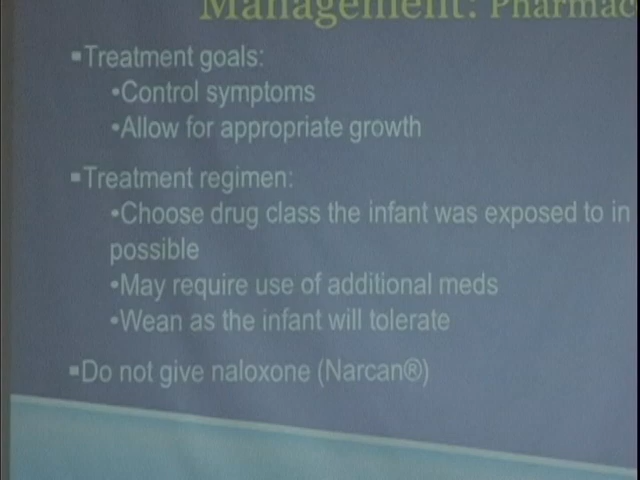 Management: Pharmac
▪Treatment goals:
•Control symptoms
•Allow for appropriate growth
▪Treatment regimen:
•Choose drug class the infant was exposed to in
possible
•May require use of additional meds
•Wean as the infant will tolerate
▪Do not give naloxone (Narcan®)